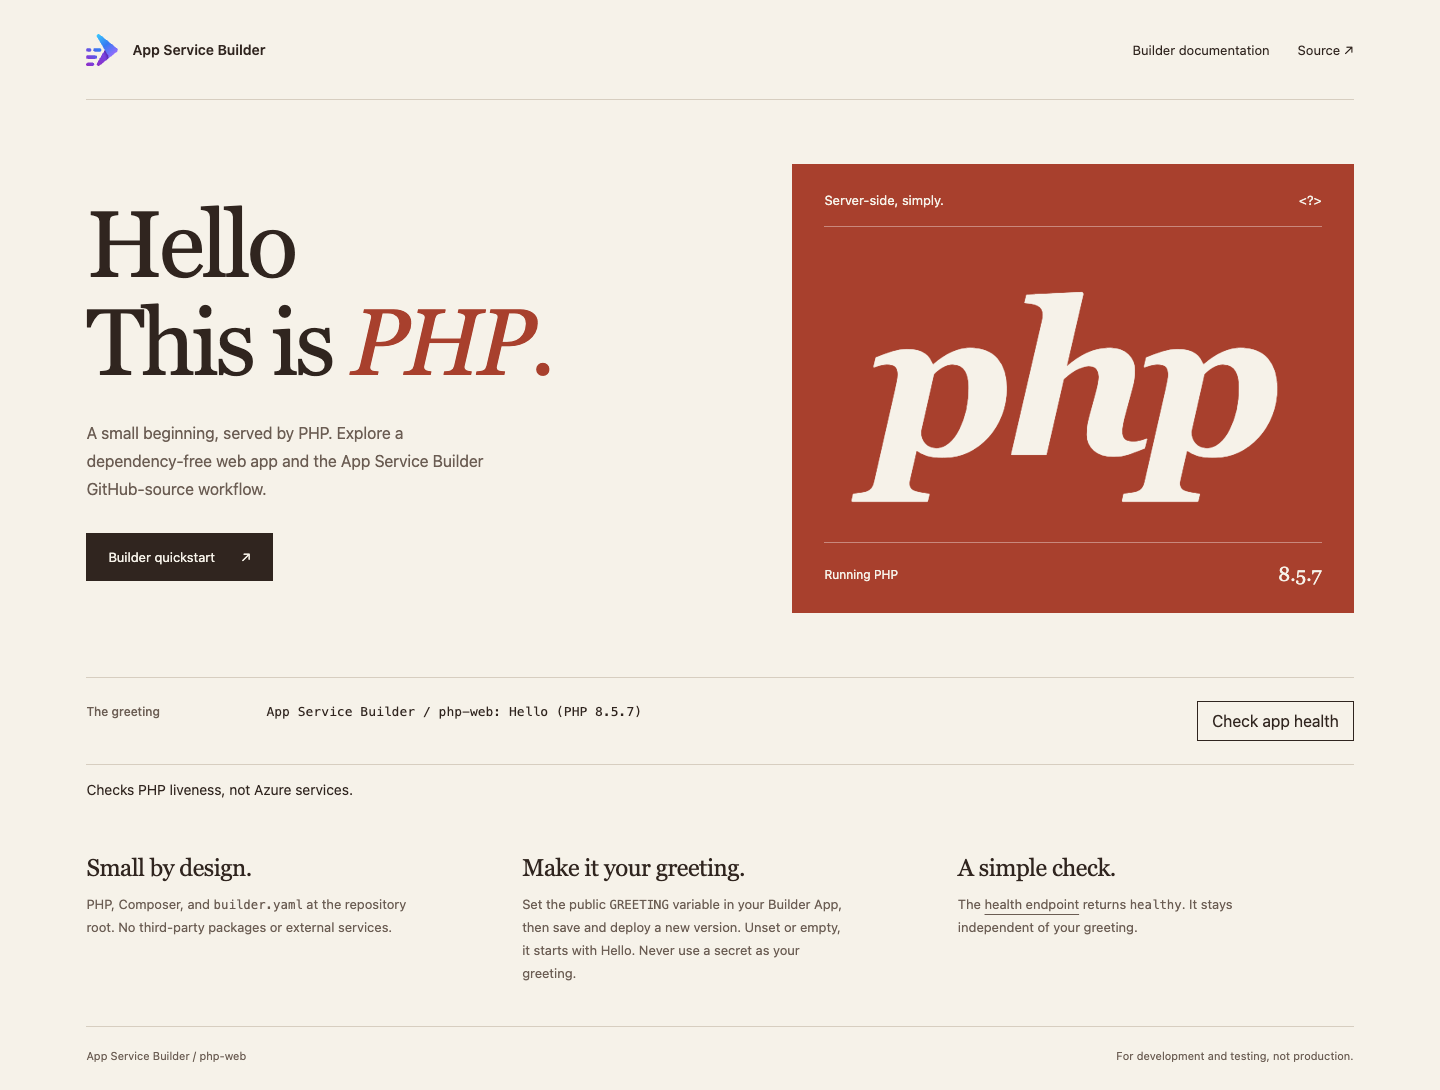 App Service Builder
Builder documentation
Source ↗
Hello
This is PHP.
A small beginning, served by PHP. Explore a
dependency-free web app and the App Service Builder
GitHub-source workflow.
Builder quickstart ↗
Server-side, simply.
<?>
php
Running PHP
8.5.7
The greeting
App Service Builder / php-web: Hello (PHP 8.5.7)
Check app health
Checks PHP liveness, not Azure services.
Small by design.
PHP, Composer, and builder.yaml at the repository
root. No third-party packages or external services.
Make it your greeting.
Set the public GREETING variable in your Builder App,
then save and deploy a new version. Unset or empty,
it starts with Hello. Never use a secret as your
greeting.
A simple check.
The health endpoint returns healthy. It stays
independent of your greeting.
App Service Builder / php-web
For development and testing, not production.